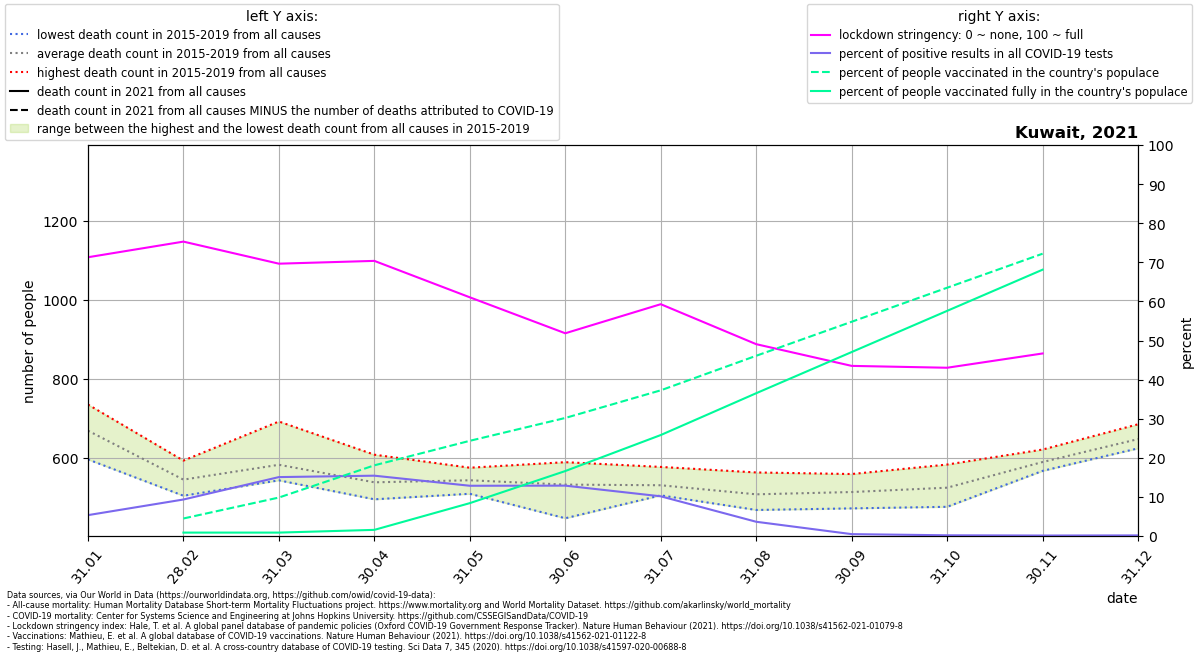 left Y axis:
lowest death count in 2015-2019 from all causes
average death count in 2015-2019 from all causes
highest death count in 2015-2019 from all causes
death count in 2021 from all causes
death count in 2021 from all causes MINUS the number of deaths attributed to COVID-19
range between the highest and the lowest death count from all causes in 2015-2019
right Y axis:
lockdown stringency: 0 ~ none, 100 ~ full
percent of positive results in all COVID-19 tests
percent of people vaccinated in the country's populace
percent of people vaccinated fully in the country's populace
Kuwait, 2021
number of people
1200
1000
800
600
100
90
80
70
60
50
40
30
20
10
0
percent
31.01
28.02
31.03
30.04
31.05
30.06
31.07
31.08
30.09
31.10
30.11
31.12
date
Data sources, via Our World in Data (https://ourworldindata.org, https://github.com/owid/covid-19-data):
- All-cause mortality: Human Mortality Database Short-term Mortality Fluctuations project. https://www.mortality.org and World Mortality Dataset. https://github.com/akarlinsky/world_mortality
- COVID-19 mortality: Center for Systems Science and Engineering at Johns Hopkins University. https://github.com/CSSEGISandData/COVID-19
- Lockdown stringency index: Hale, T. et al. A global panel database of pandemic policies (Oxford COVID-19 Government Response Tracker). Nature Human Behaviour (2021). https://doi.org/10.1038/s41562-021-01079-8
- Vaccinations: Mathieu, E. et al. A global database of COVID-19 vaccinations. Nature Human Behaviour (2021). https://doi.org/10.1038/s41562-021-01122-8
- Testing: Hasell, J., Mathieu, E., Beltekian, D. et al. A cross-country database of COVID-19 testing. Sci Data 7, 345 (2020). https://doi.org/10.1038/s41597-020-00688-8